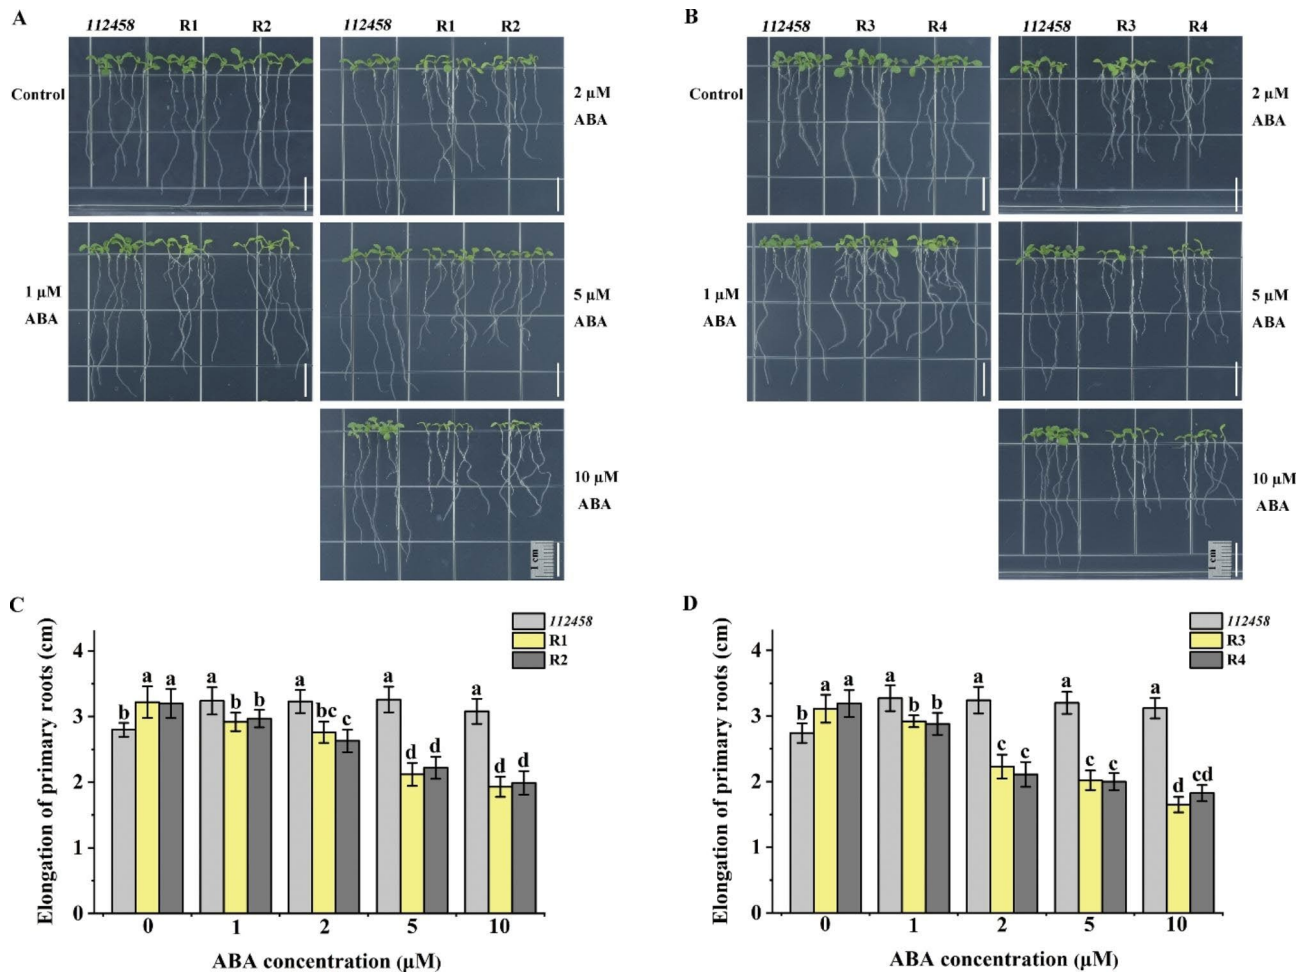 A
112458 R1 R2
112458 R1 R2
Control
2 µM
ABA
1 µM
ABA
5 µM
ABA
10 µM
ABA
1 cm
B
112458 R3 R4
112458 R3 R4
Control
2 µM
ABA
1 µM
ABA
5 µM
ABA
10 µM
ABA
1 cm
C
112458
R1
R2
Elongation of primary roots (cm)
4
3
2
1
0
b a a
a b b
a bc c
a d d
a d d
0 1 2 5 10
ABA concentration (µM)
D
112458
R3
R4
Elongation of primary roots (cm)
4
3
2
1
0
b a a
a b b
a c c
a c c
a d cd
0 1 2 5 10
ABA concentration (µM)